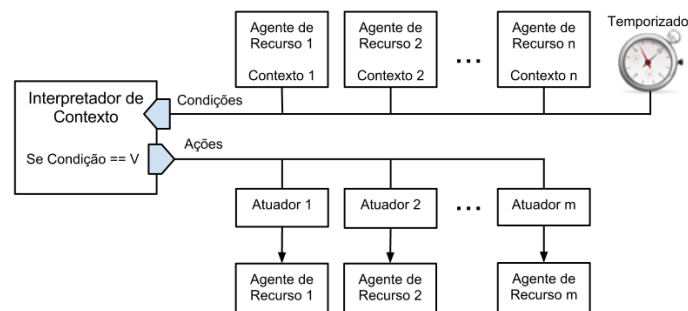 Temporizado
Agente de
Recurso 1
Contexto 1
Agente de
Recurso 2
Contexto 2
...
Agente de
Recurso n
Contexto n
Interpretador de
Contexto
Se Condição == V
Condições
Ações
Atuador 1
Atuador 2
...
Atuador m
Agente de
Recurso 1
Agente de
Recurso 2
Agente de
Recurso m